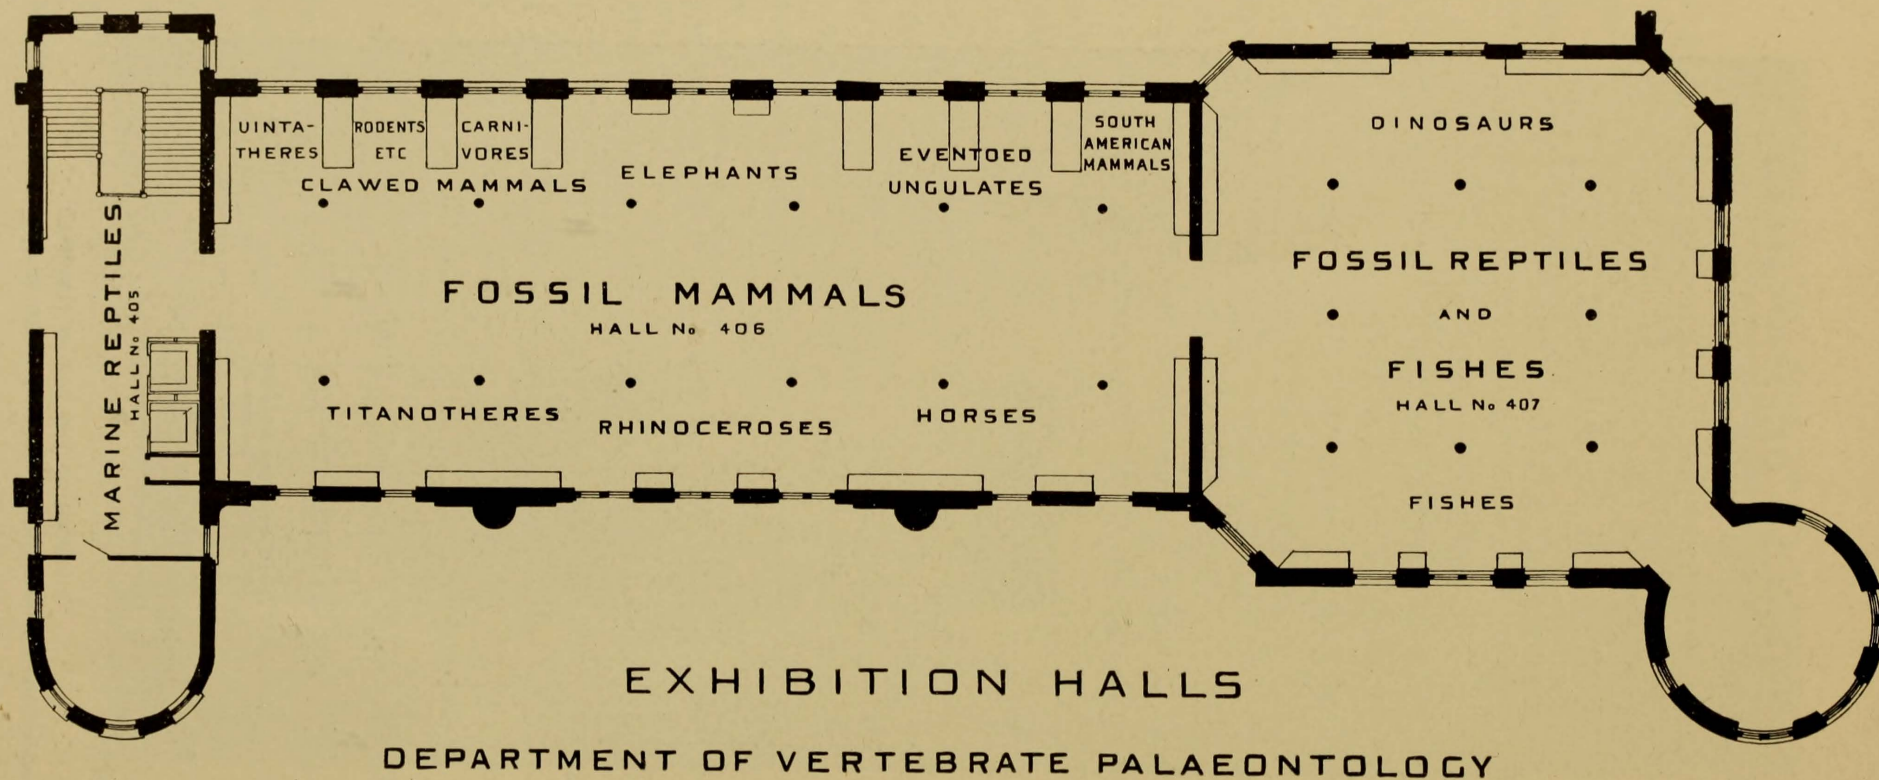 MARINE REPTILES
HALL No 405
UINTA-
THERES
RODENTS
ETC
CARNI-
VORES
CLAWED MAMMALS
ELEPHANTS
EVENTOED
UNGULATES
SOUTH
AMERICAN
MAMMALS
FOSSIL MAMMALS
HALL No 406
TITANOTHERES
RHINOCEROSES
HORSES
DINOSAURS
FOSSIL REPTILES
AND
FISHES
HALL No 407
FISHES
EXHIBITION HALLS
DEPARTMENT OF VERTEBRATE PALAEONTOLOGY